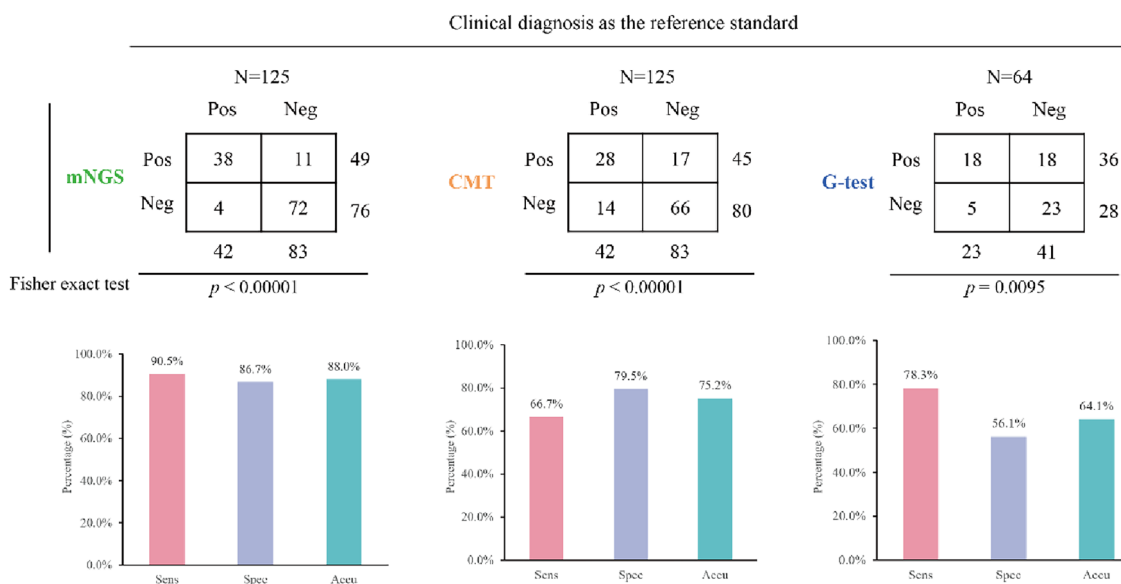 Clinical diagnosis as the reference standard
N=125
Pos Neg
mNGS
Pos 38 11 49
Neg 4 72 76
42 83
N=125
Pos Neg
CMT
Pos 28 17 45
Neg 14 66 80
42 83
N=64
Pos Neg
G-test
Pos 18 18 36
Neg 5 23 28
23 41
Fisher exact test p < 0.00001 p < 0.00001 p = 0.0095
Percentage (%)
100.0%
80.0%
60.0%
40.0%
20.0%
0.0%
90.5% 86.7% 88.0%
Sens Spec Accu
Percentage (%)
100.0%
80.0%
60.0%
40.0%
20.0%
0.0%
66.7% 79.5% 75.2%
Sens Spec Accu
Percentage (%)
100.0%
80.0%
60.0%
40.0%
20.0%
0.0%
78.3% 56.1% 64.1%
Sens Spec Accu